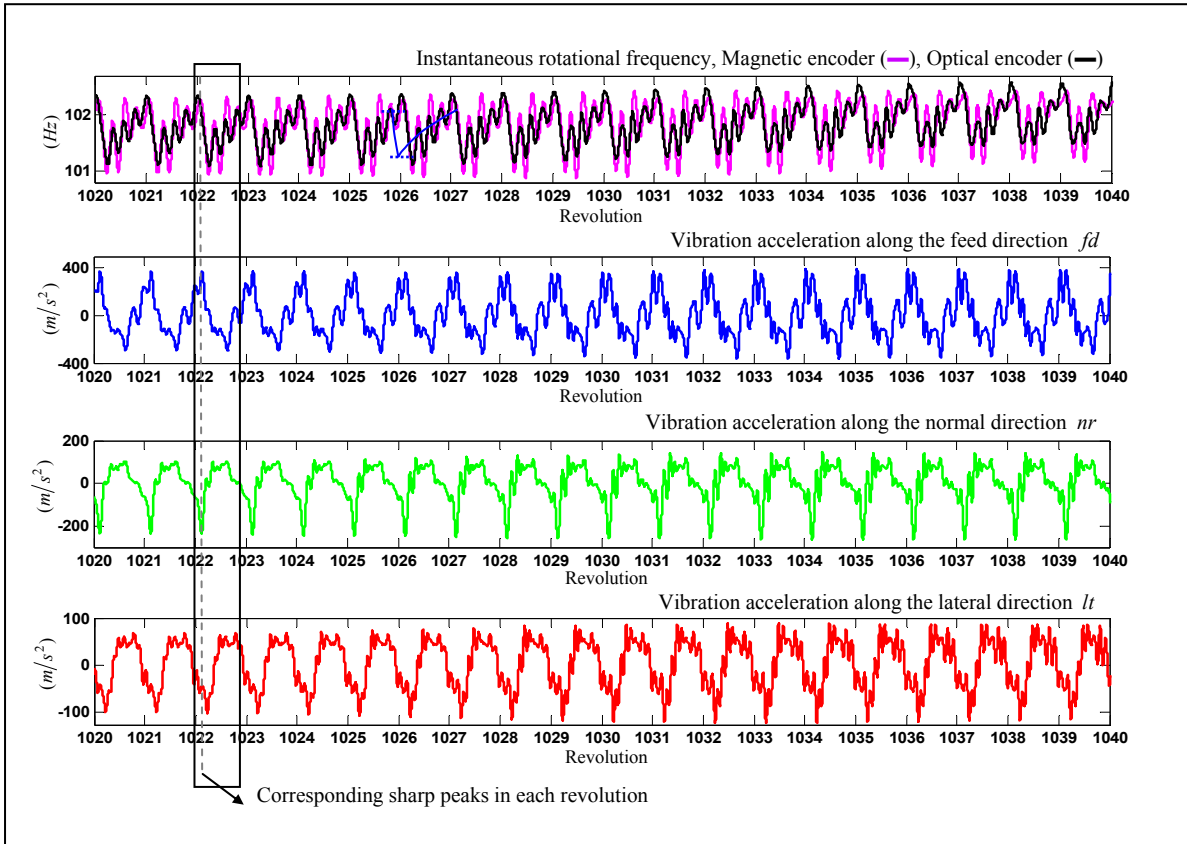 Instantaneous rotational frequency, Magnetic encoder (—), Optical encoder (—)
(Hz)
102
101
1020 1021 1022 1023 1024 1025 1026 1027 1028 1029 1030 1031 1032 1033 1034 1035 1036 1037 1038 1039 1040
Revolution
Vibration acceleration along the feed direction fd
(m/s²)
400
0
-400
1020 1021 1022 1023 1024 1025 1026 1027 1028 1029 1030 1031 1032 1033 1034 1035 1036 1037 1038 1039 1040
Revolution
Vibration acceleration along the normal direction nr
(m/s²)
200
0
-200
1020 1021 1022 1023 1024 1025 1026 1027 1028 1029 1030 1031 1032 1033 1034 1035 1036 1037 1038 1039 1040
Revolution
Vibration acceleration along the lateral direction lt
(m/s²)
100
0
-100
1020 1021 1022 1023 1024 1025 1026 1027 1028 1029 1030 1031 1032 1033 1034 1035 1036 1037 1038 1039 1040
Revolution
Corresponding sharp peaks in each revolution